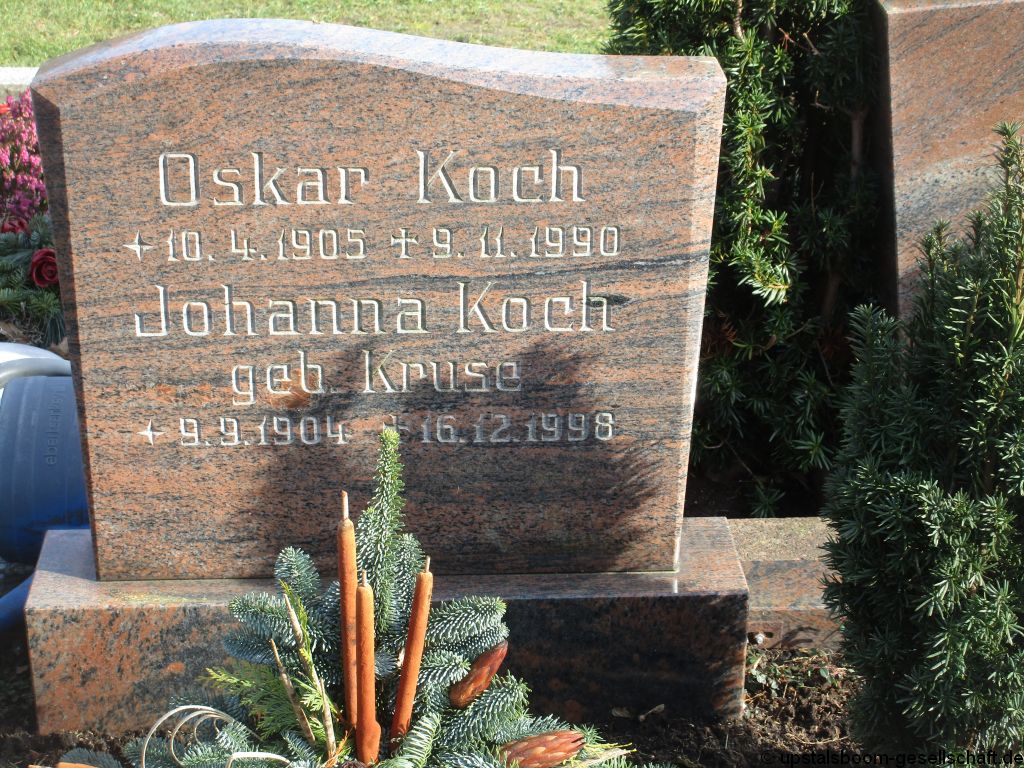 Oskar Koch
✦ 10.4.1905 ✝ 9.11.1990
Johanna Koch
geb. Kruse
✦ 9.9.1904 ✝ 16.12.1998
© upstalsboom-gesellschaft.de